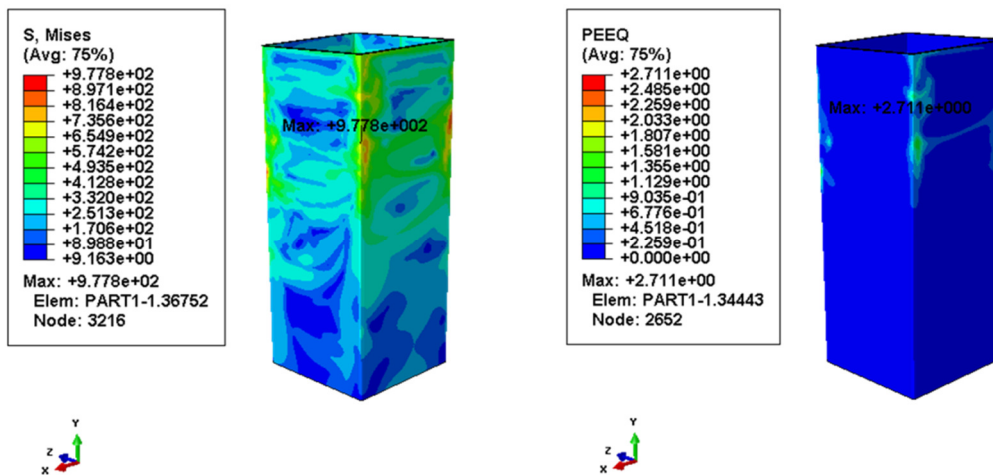 S, Mises
(Avg: 75%)
+9.778e+02
+8.971e+02
+8.164e+02
+7.356e+02
+6.549e+02
+5.742e+02
+4.935e+02
+4.128e+02
+3.320e+02
+2.513e+02
+1.706e+02
+8.988e+01
+9.163e+00
Max: +9.778e+02
Elem: PART1-1.36752
Node: 3216
Max: +9.778e+002
Y
Z
X
PEEQ
(Avg: 75%)
+2.711e+00
+2.485e+00
+2.259e+00
+2.033e+00
+1.807e+00
+1.581e+00
+1.355e+00
+1.129e+00
+9.035e-01
+6.776e-01
+4.518e-01
+2.259e-01
+0.000e+00
Max: +2.711e+00
Elem: PART1-1.34443
Node: 2652
Max: +2.711e+000
Y
Z
X